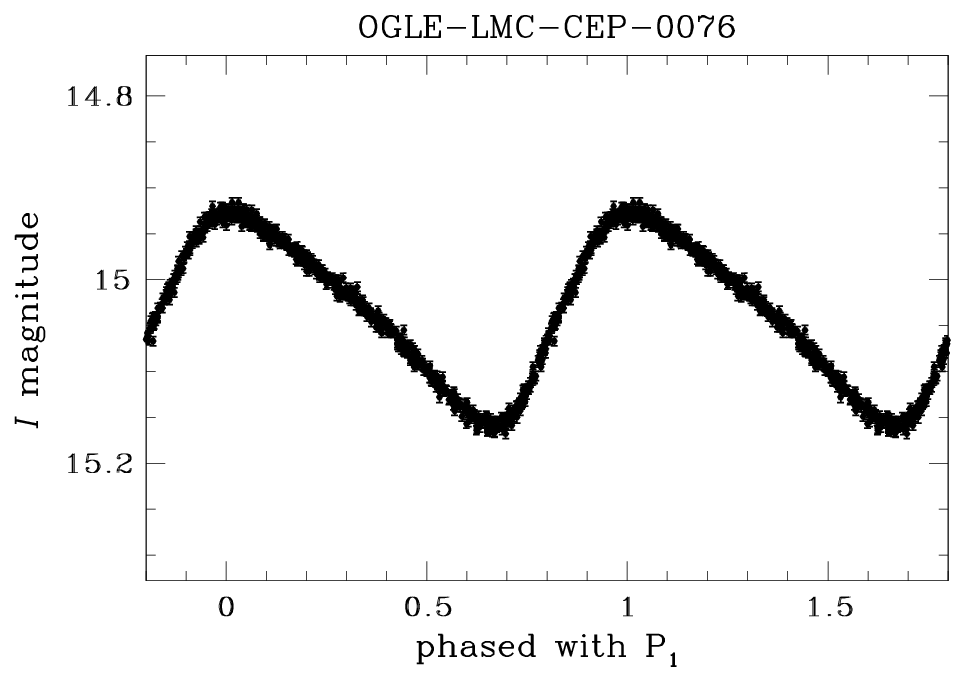 OGLE-LMC-CEP-0076
14.8
15
15.2
I magnitude
0 0.5 1 1.5
phased with P₁